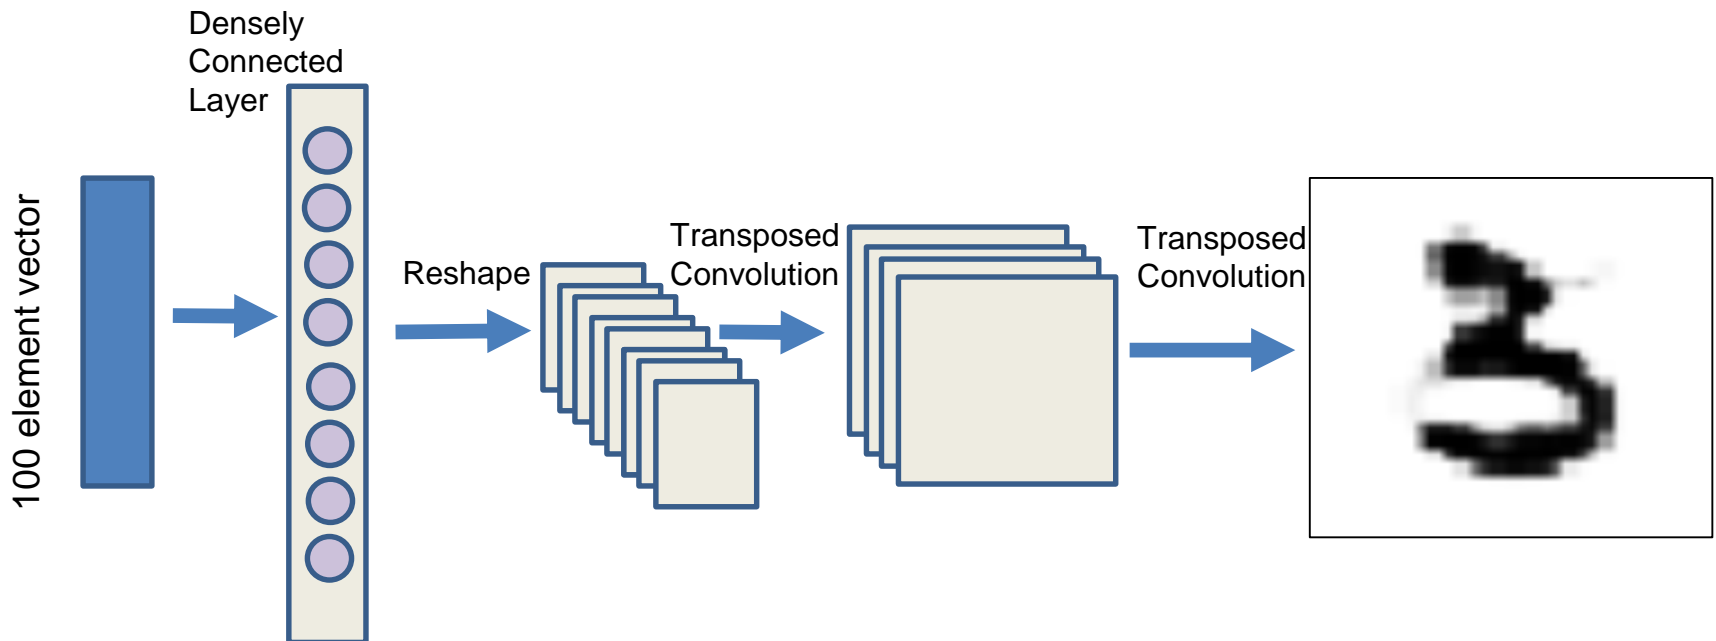 Densely
Connected
Layer
100 element vector
Reshape
Transposed
Convolution
Transposed
Convolution